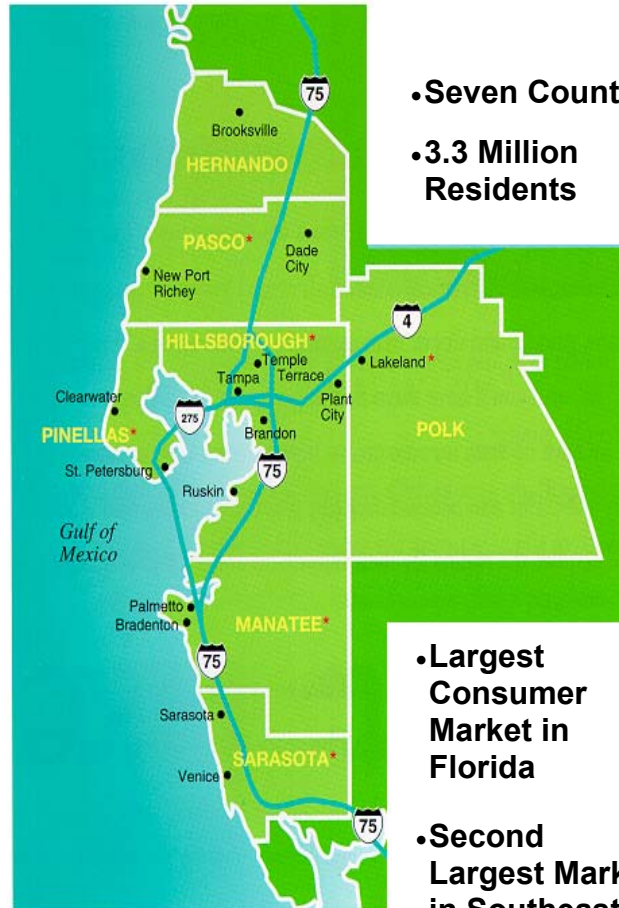 75
•Seven Count
•3.3 Million
Residents
Brooksville
HERNANDO
PASCO*
Dade
City
New Port
Richey
4
HILLSBOROUGH*
Temple
Terrace
Lakeland*
Tampa
Plant
City
Clearwater
275
Brandon
POLK
PINELLAS*
St. Petersburg
75
Ruskin
Gulf of
Mexico
Palmetto
Bradenton
MANATEE*
75
•Largest
Consumer
Market in
Florida
Sarasota
SARASOTA*
Venice
75
•Second
Largest Mark
in Southeast